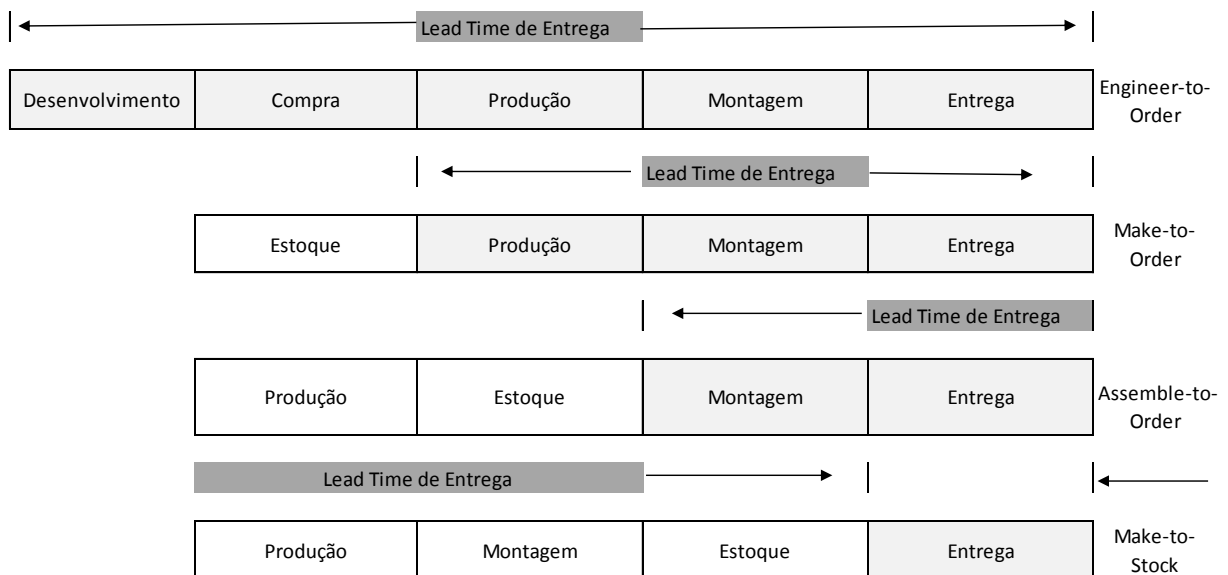 Lead Time de Entrega
Desenvolvimento Compra Produção Montagem Entrega Engineer-to-
Order
Lead Time de Entrega
Estoque Produção Montagem Entrega Make-to-
Order
Lead Time de Entrega
Produção Estoque Montagem Entrega Assemble-to-
Order
Lead Time de Entrega
Produção Montagem Estoque Entrega Make-to-
Stock